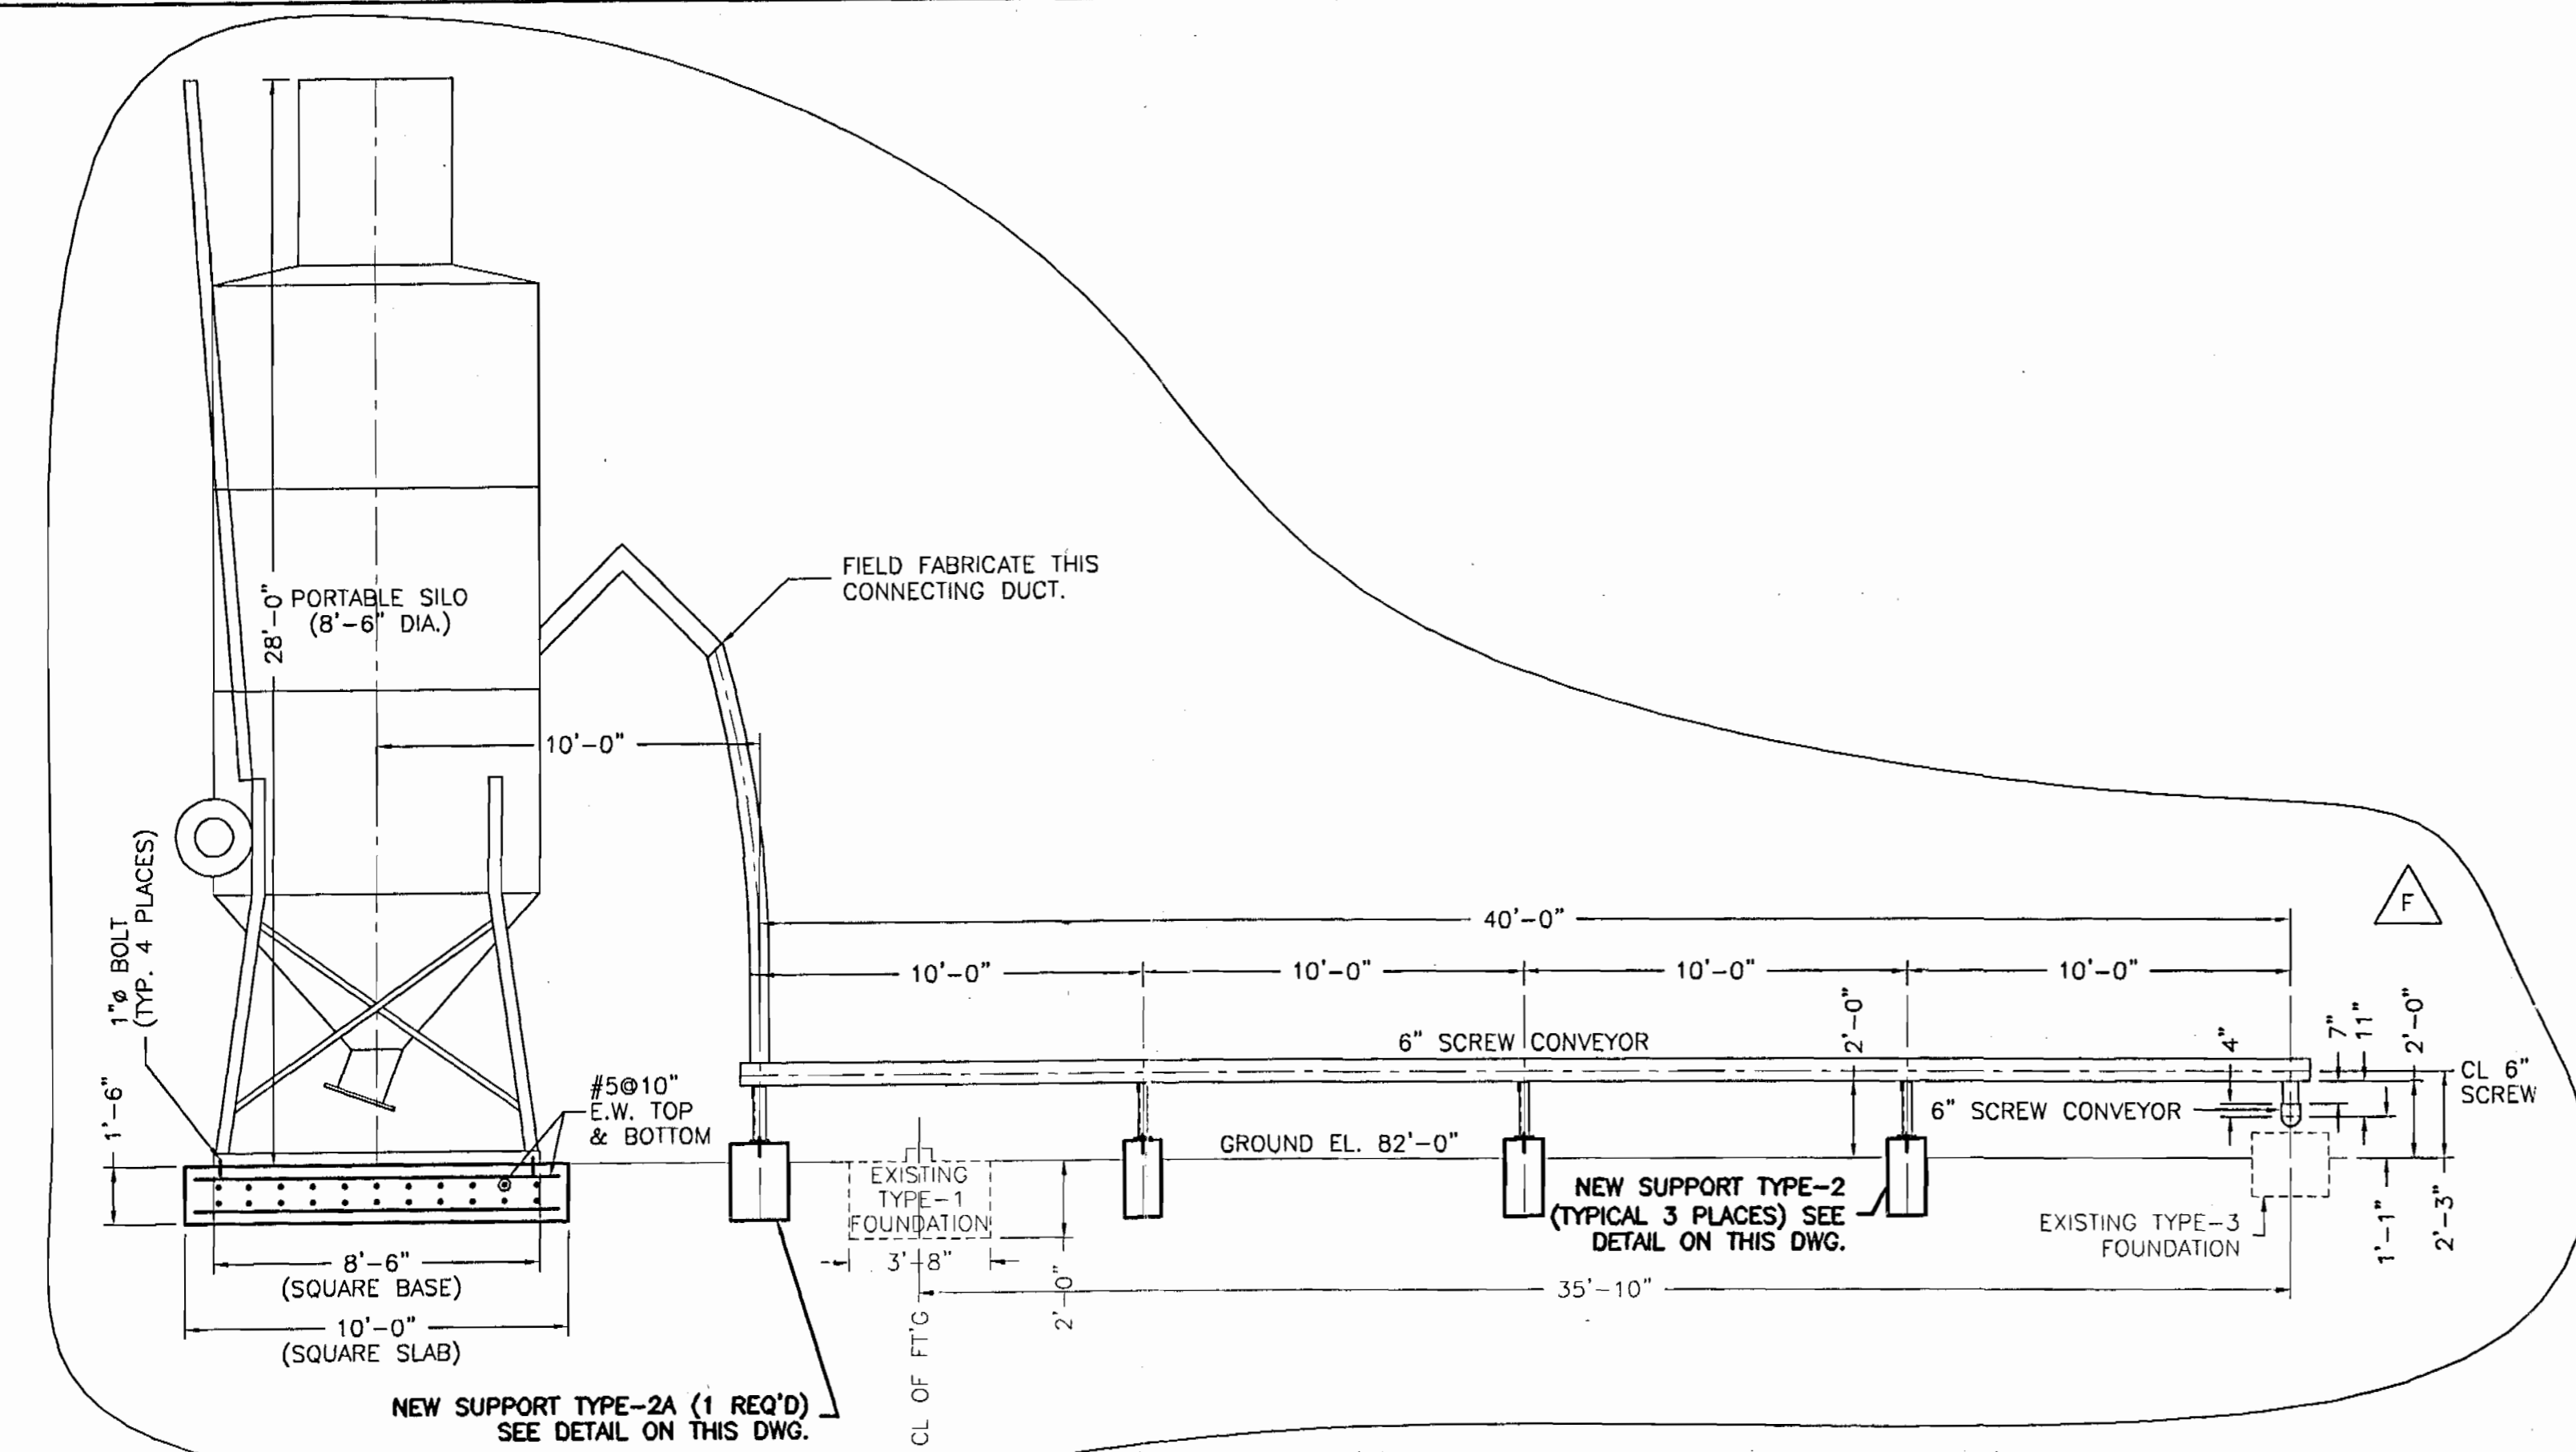 28'-0"
PORTABLE SILO
(8'-6" DIA.)
FIELD FABRICATE THIS
CONNECTING DUCT.
10'-0"
1"ø BOLT
(TYP. 4 PLACES)
1'-6"
#5@10"
E.W. TOP
& BOTTOM
8'-6"
(SQUARE BASE)
10'-0"
(SQUARE SLAB)
NEW SUPPORT TYPE-2A (1 REQ'D)
SEE DETAIL ON THIS DWG.
40'-0"
10'-0"
10'-0"
10'-0"
10'-0"
F
6" SCREW CONVEYOR
2'-0"
4"
7"
11"
2'-0"
CL 6"
SCREW
6" SCREW CONVEYOR
GROUND EL. 82'-0"
EXISTING
TYPE-1
FOUNDATION
3'-8"
2'-0"
CL OF FT'G
NEW SUPPORT TYPE-2
(TYPICAL 3 PLACES) SEE
DETAIL ON THIS DWG.
EXISTING TYPE-3
FOUNDATION
1'-1"
2'-3"
35'-10"